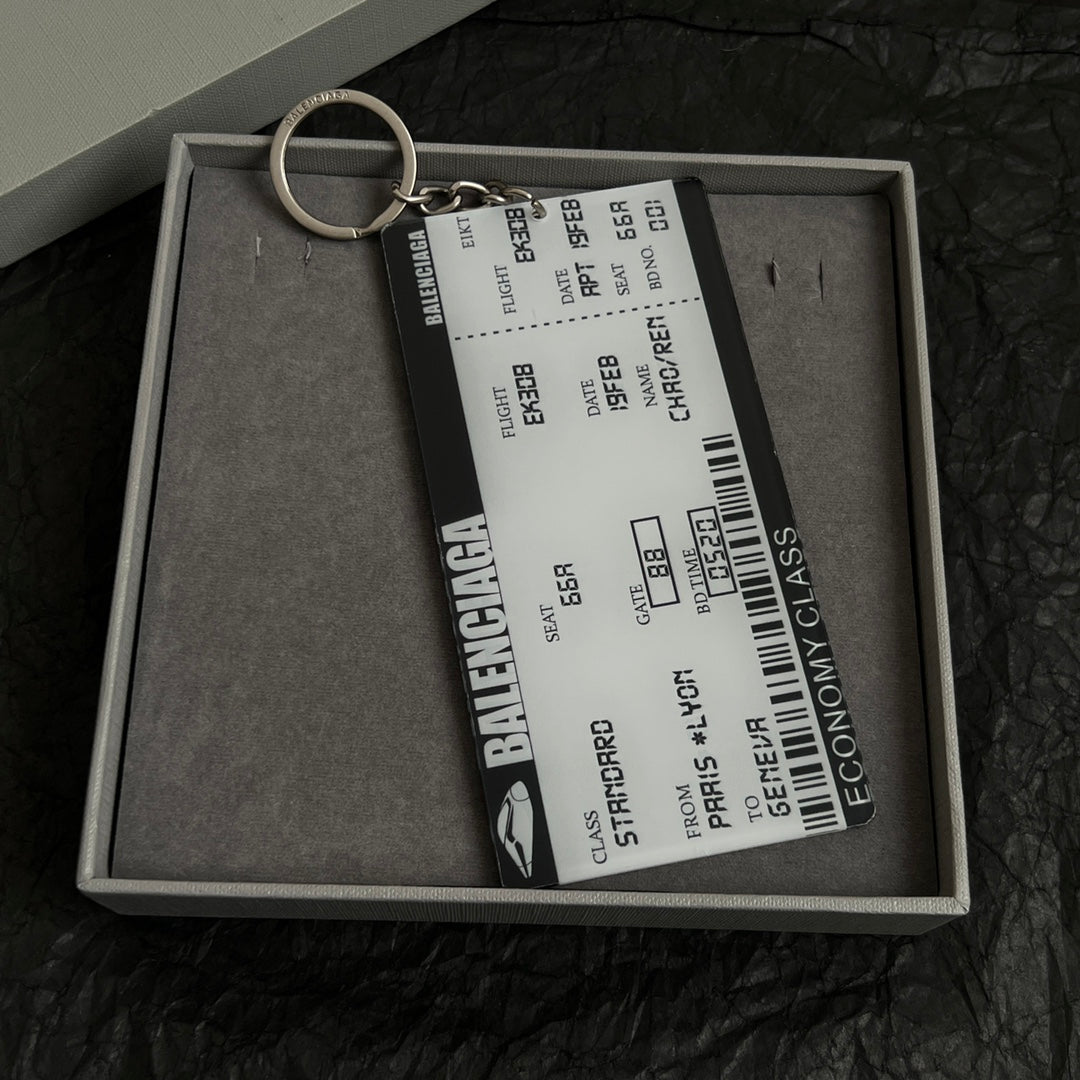 BALENCIAGA
BALENCIAGA
BALENCIAGA
CLASS
STANDARD
SEAT
66A
FLIGHT
EK308
FROM
PARIS *LYON
GATE
88
DATE
19FEB
TO
GENEVA
BD TIME
0520
NAME
CHAO/REN
ECONOMY CLASS
EIKT
FLIGHT
EK308
DATE
APT 19FEB
SEAT 66A
BD NO. 001